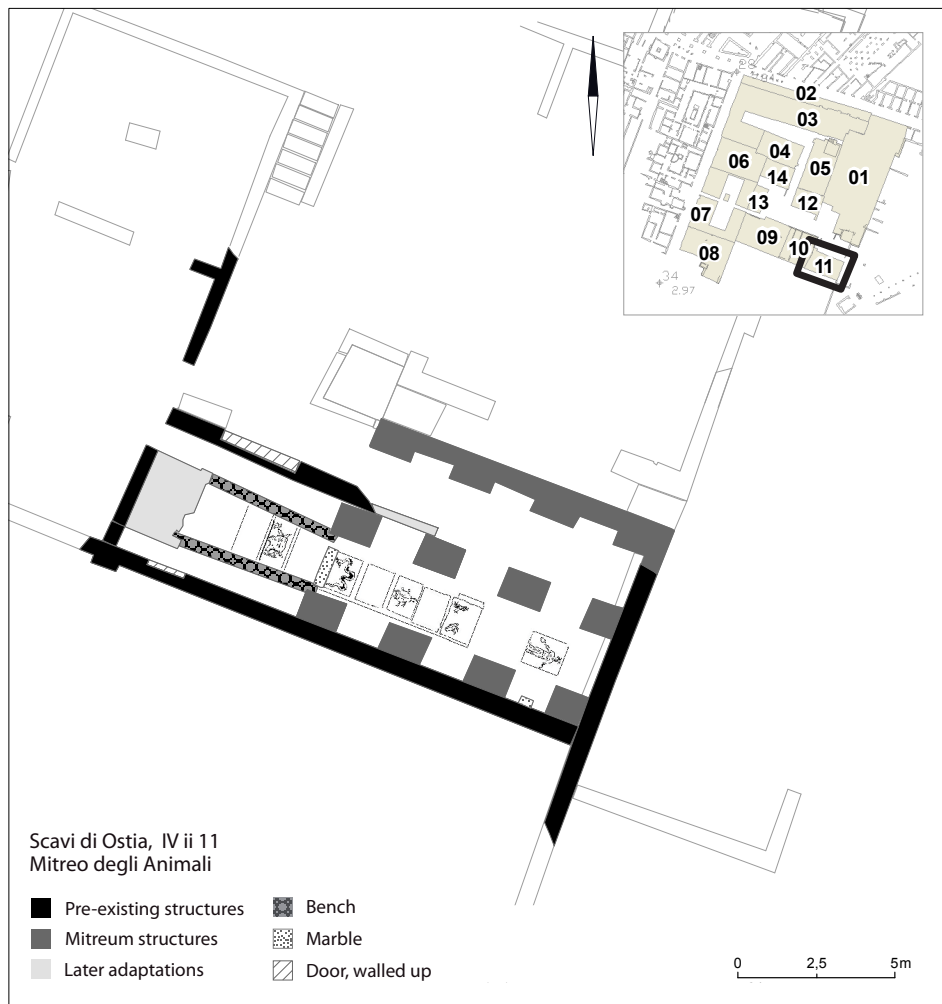 28
02
03
04
05
06
14
01
13
12
07
09
08
10
11
34
2.97
Scavi di Ostia, IV ii 11
Mitreo degli Animali
Pre-existing structures
Mitreum structures
Later adaptations
Bench
Marble
Door, walled up
0 2,5 5m